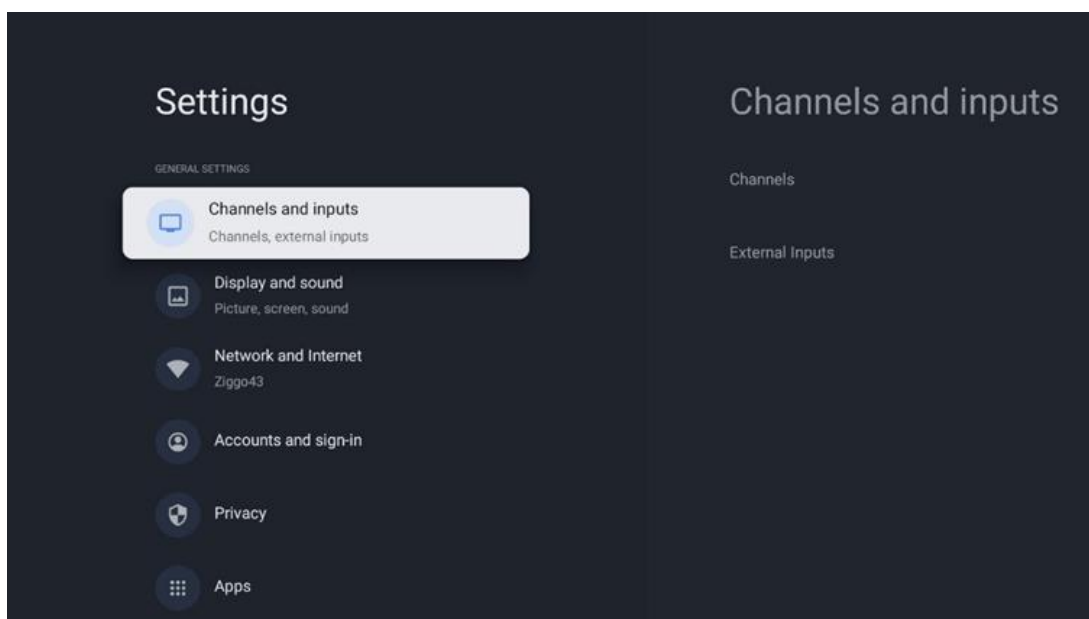 Settings
GENERAL SETTINGS
Channels and inputs
Channels, external inputs
Display and sound
Picture, screen, sound
Network and Internet
Ziggo43
Accounts and sign-in
Privacy
Apps
Channels and inputs
Channels
External Inputs